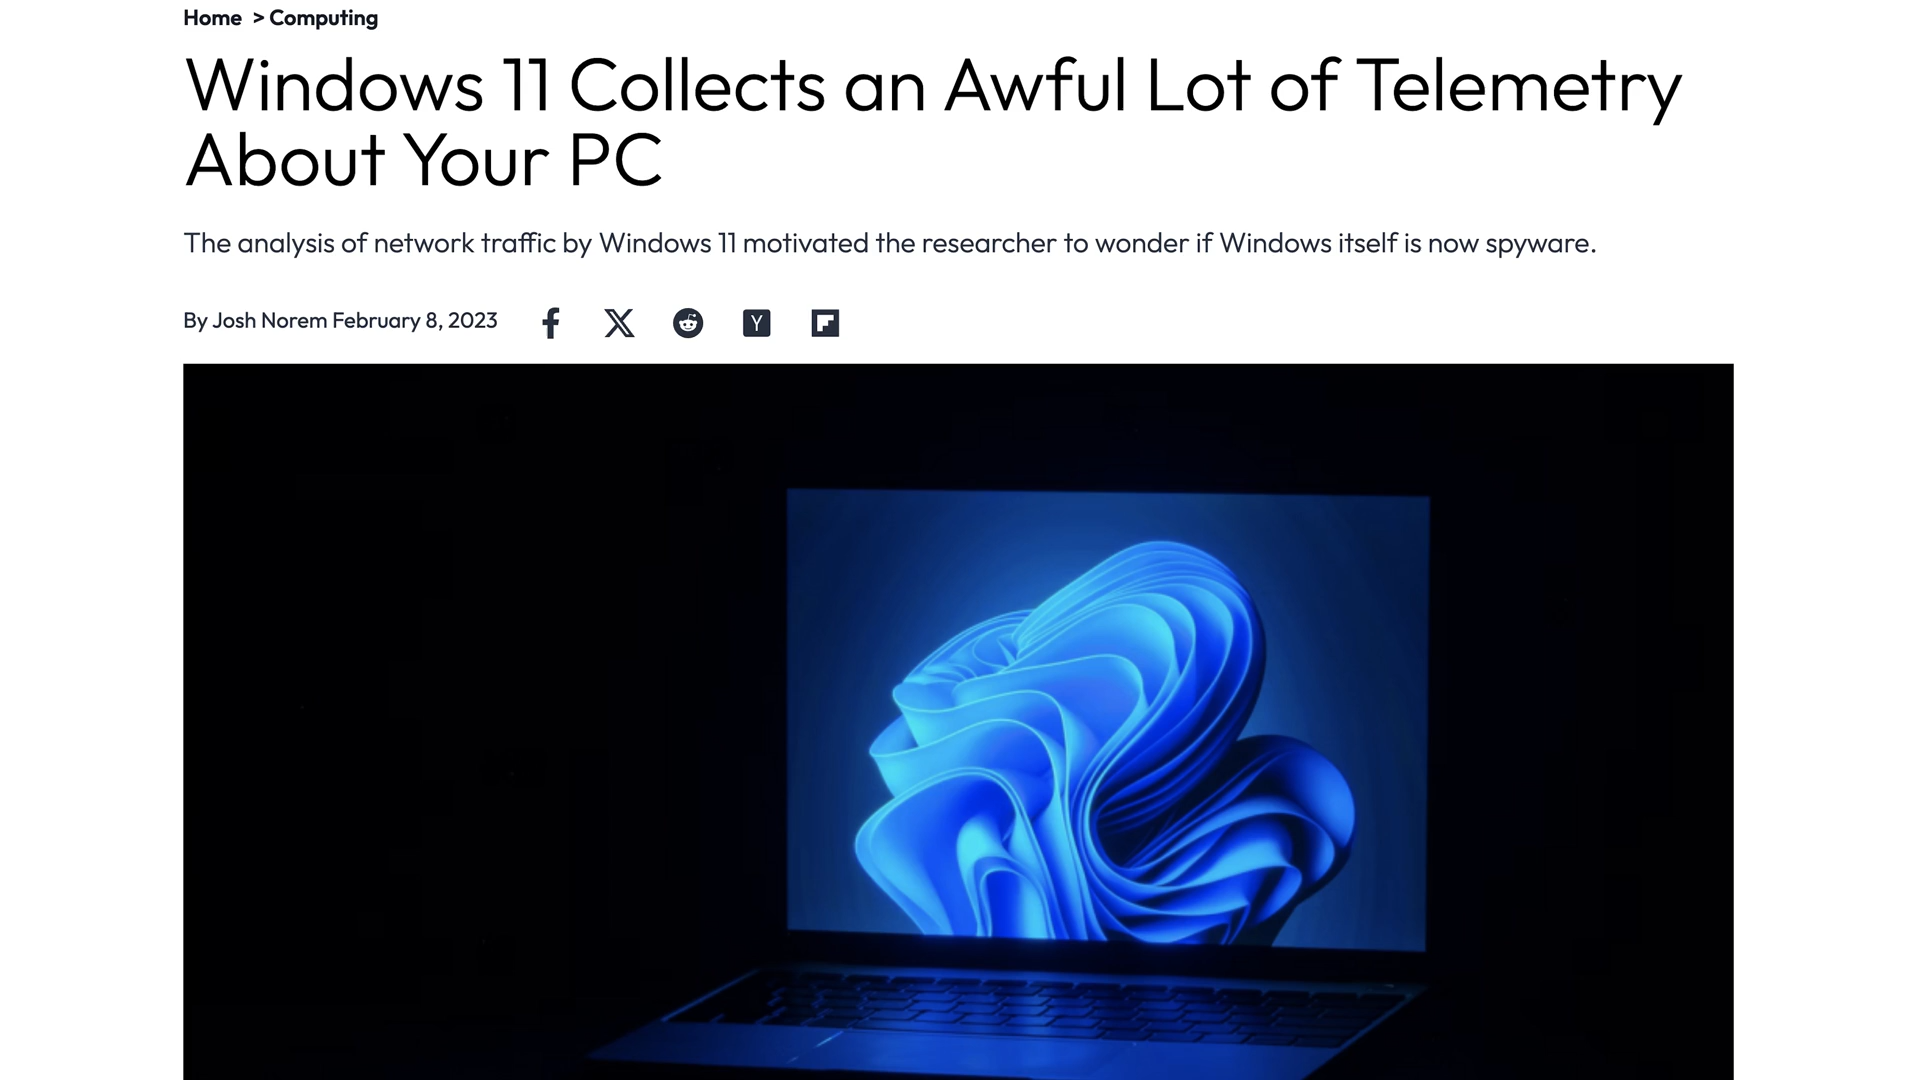 Home > Computing
Windows 11 Collects an Awful Lot of Telemetry
About Your PC
The analysis of network traffic by Windows 11 motivated the researcher to wonder if Windows itself is now spyware.
By Josh Norem February 8, 2023